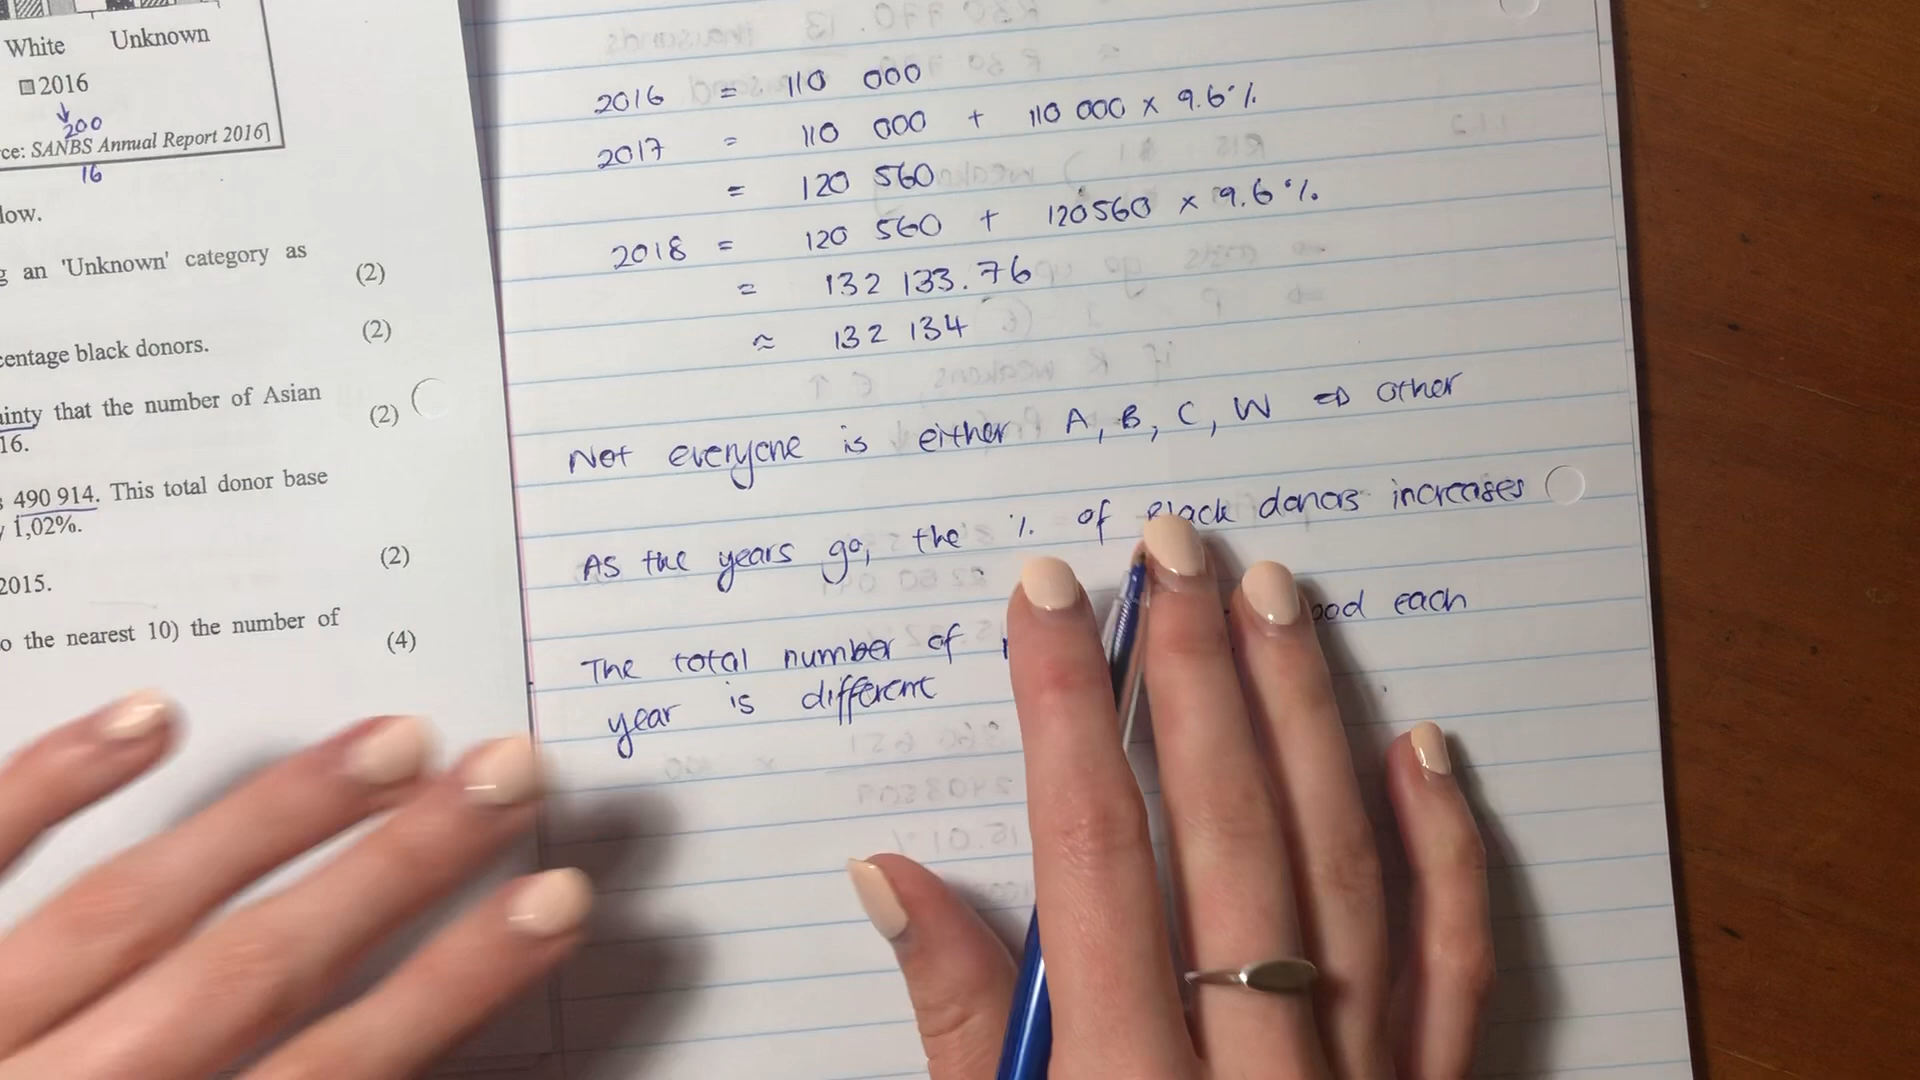 White Unknown
2016
200
ce: SANBS Annual Report 2016]
16
low.
g an 'Unknown' category as
(2)
centage black donors.
(2)
ainty that the number of Asian
16.
(2)
490 914. This total donor base
1,02%.
(2)
2015.
o the nearest 10) the number of
(4)
2016 = 110 000
2017 = 110 000 + 110 000 x 9.6%
= 120 560
2018 = 120 560 + 120560 x 9.6%
= 132 133.76
≈ 132 134
Not everyone is either A, B, C, W ⇒ other
As the years go, the % of Black donors increases
The total number of ood each
year is different